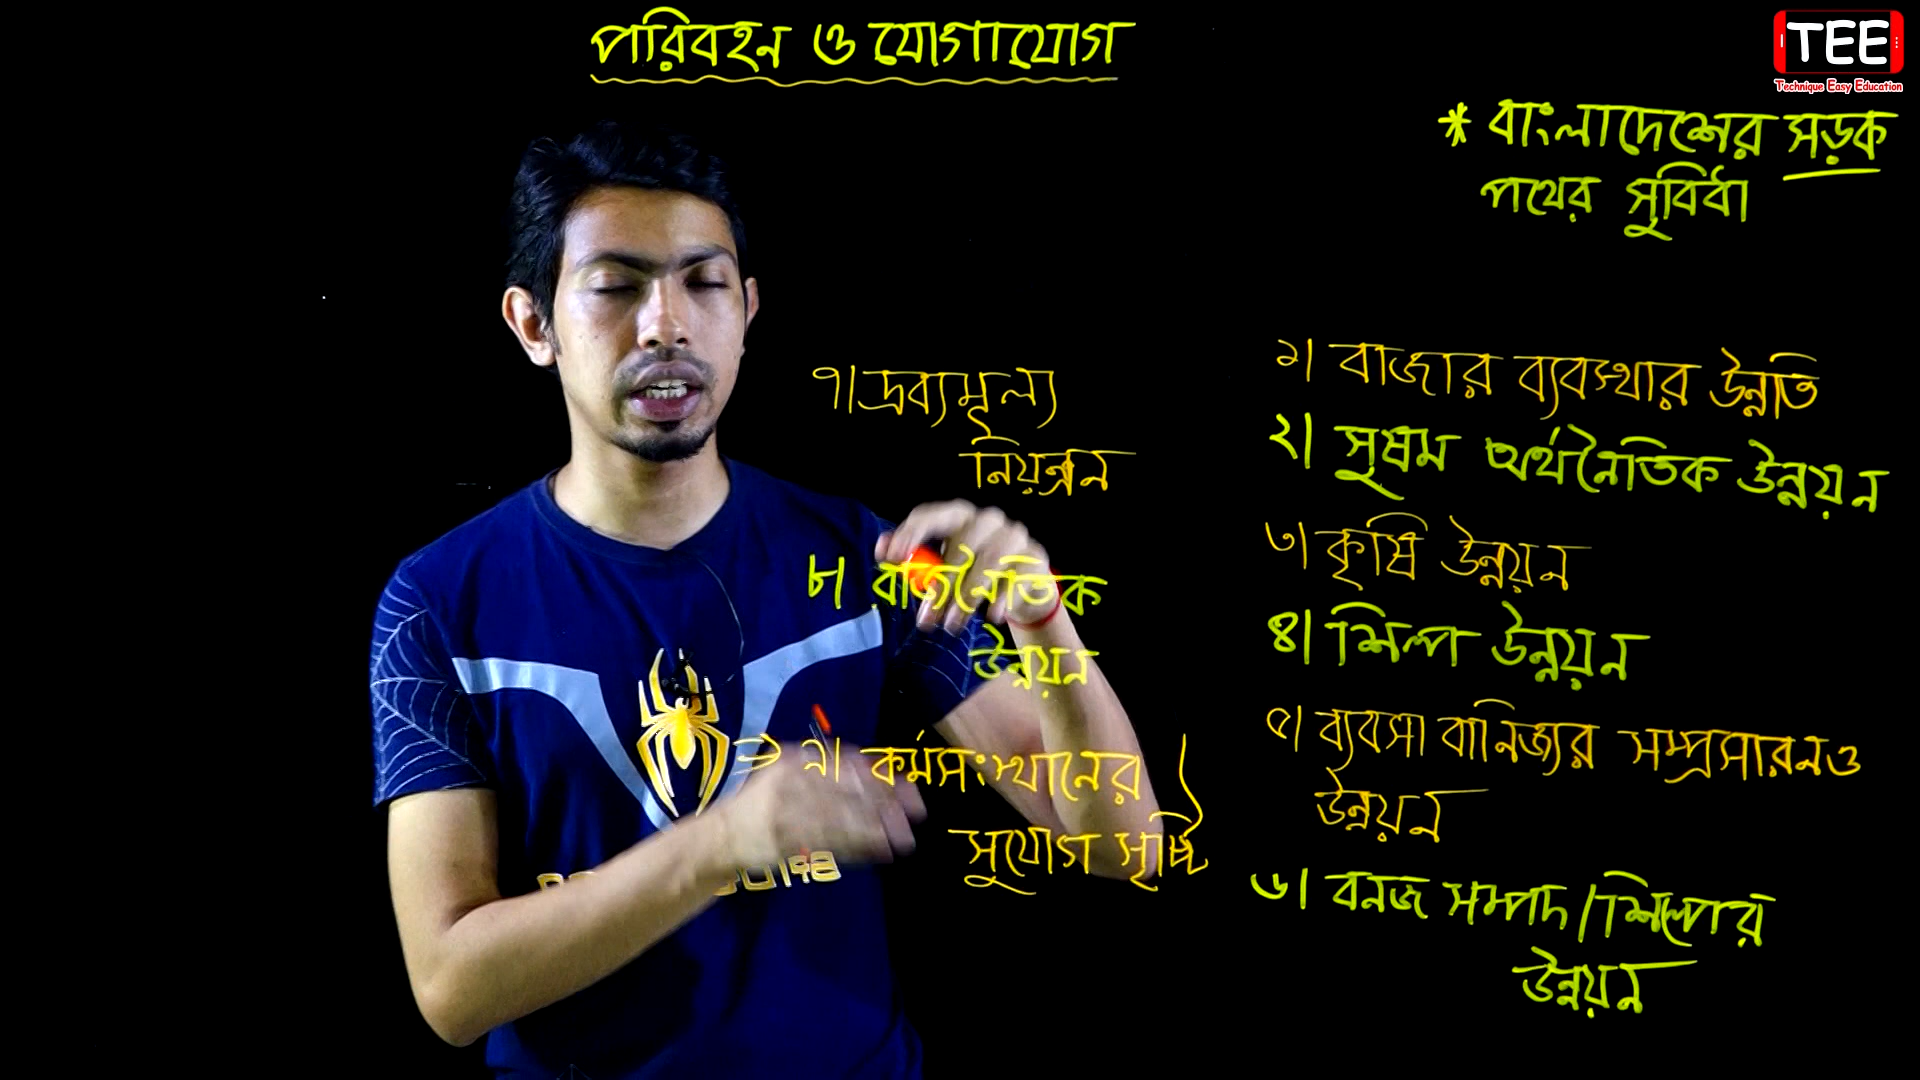 পরিবহন ও যোগাযোগ
TEE
Technique Easy Education
* বাংলাদেশের সড়ক
পথের সুবিধা
১। বাজার ব্যবস্থার উন্নতি
২। সুষম অর্থনৈতিক উন্নয়ন
৩। কৃষি উন্নয়ন
৪। শিল্প উন্নয়ন
৫। ব্যবসা বানিজ্যর সম্প্রসারন ও
উন্নয়ন
৬। বনজ সম্পদ / শিল্পের
উন্নয়ন
৭। দ্রব্যমূল্য
নিয়ন্ত্রন
৮। রাজনৈতিক
উন্নয়ন
→ ৯। কর্মসংস্থানের
সুযোগ সৃষ্টি